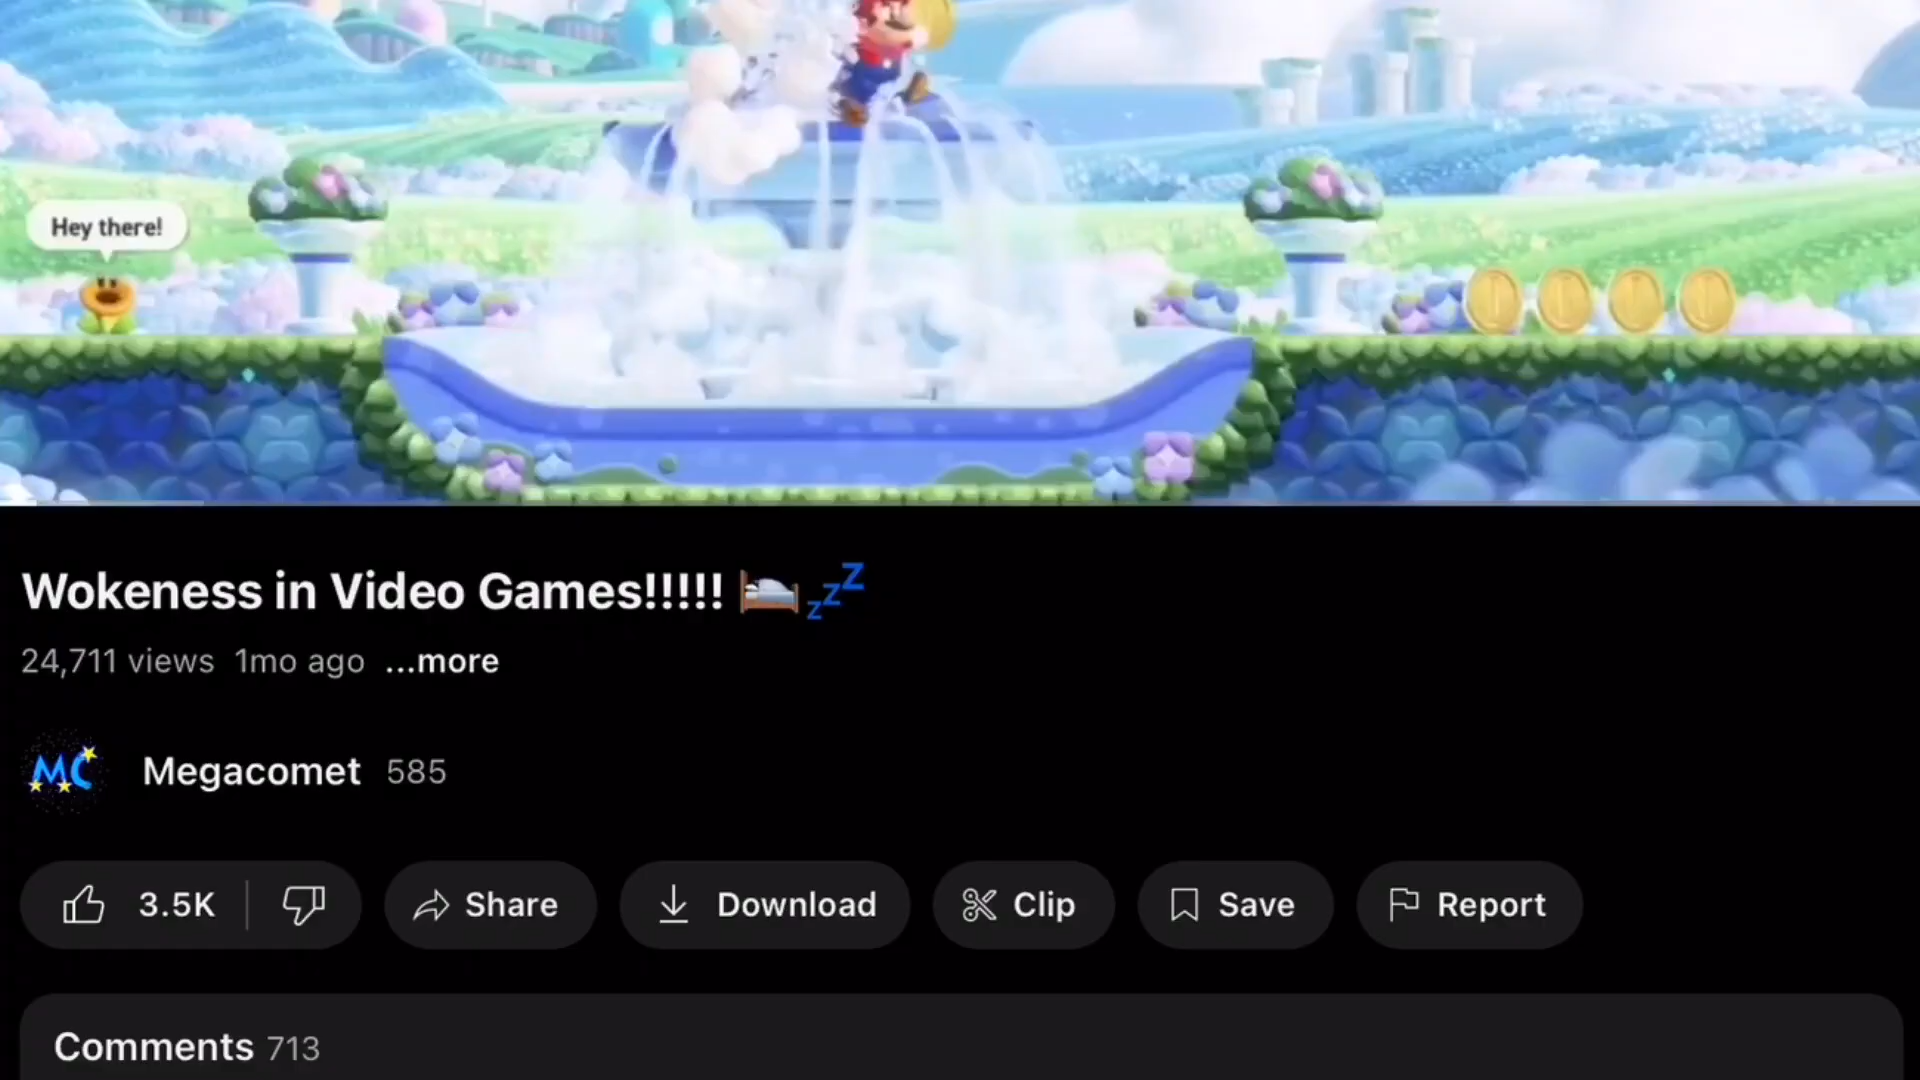 Hey there!
Wokeness in Video Games!!!!! 🛏️💤
24,711 views 1mo ago ...more
MC
Megacomet 585
3.5K Share Download Clip Save Report
Comments 713